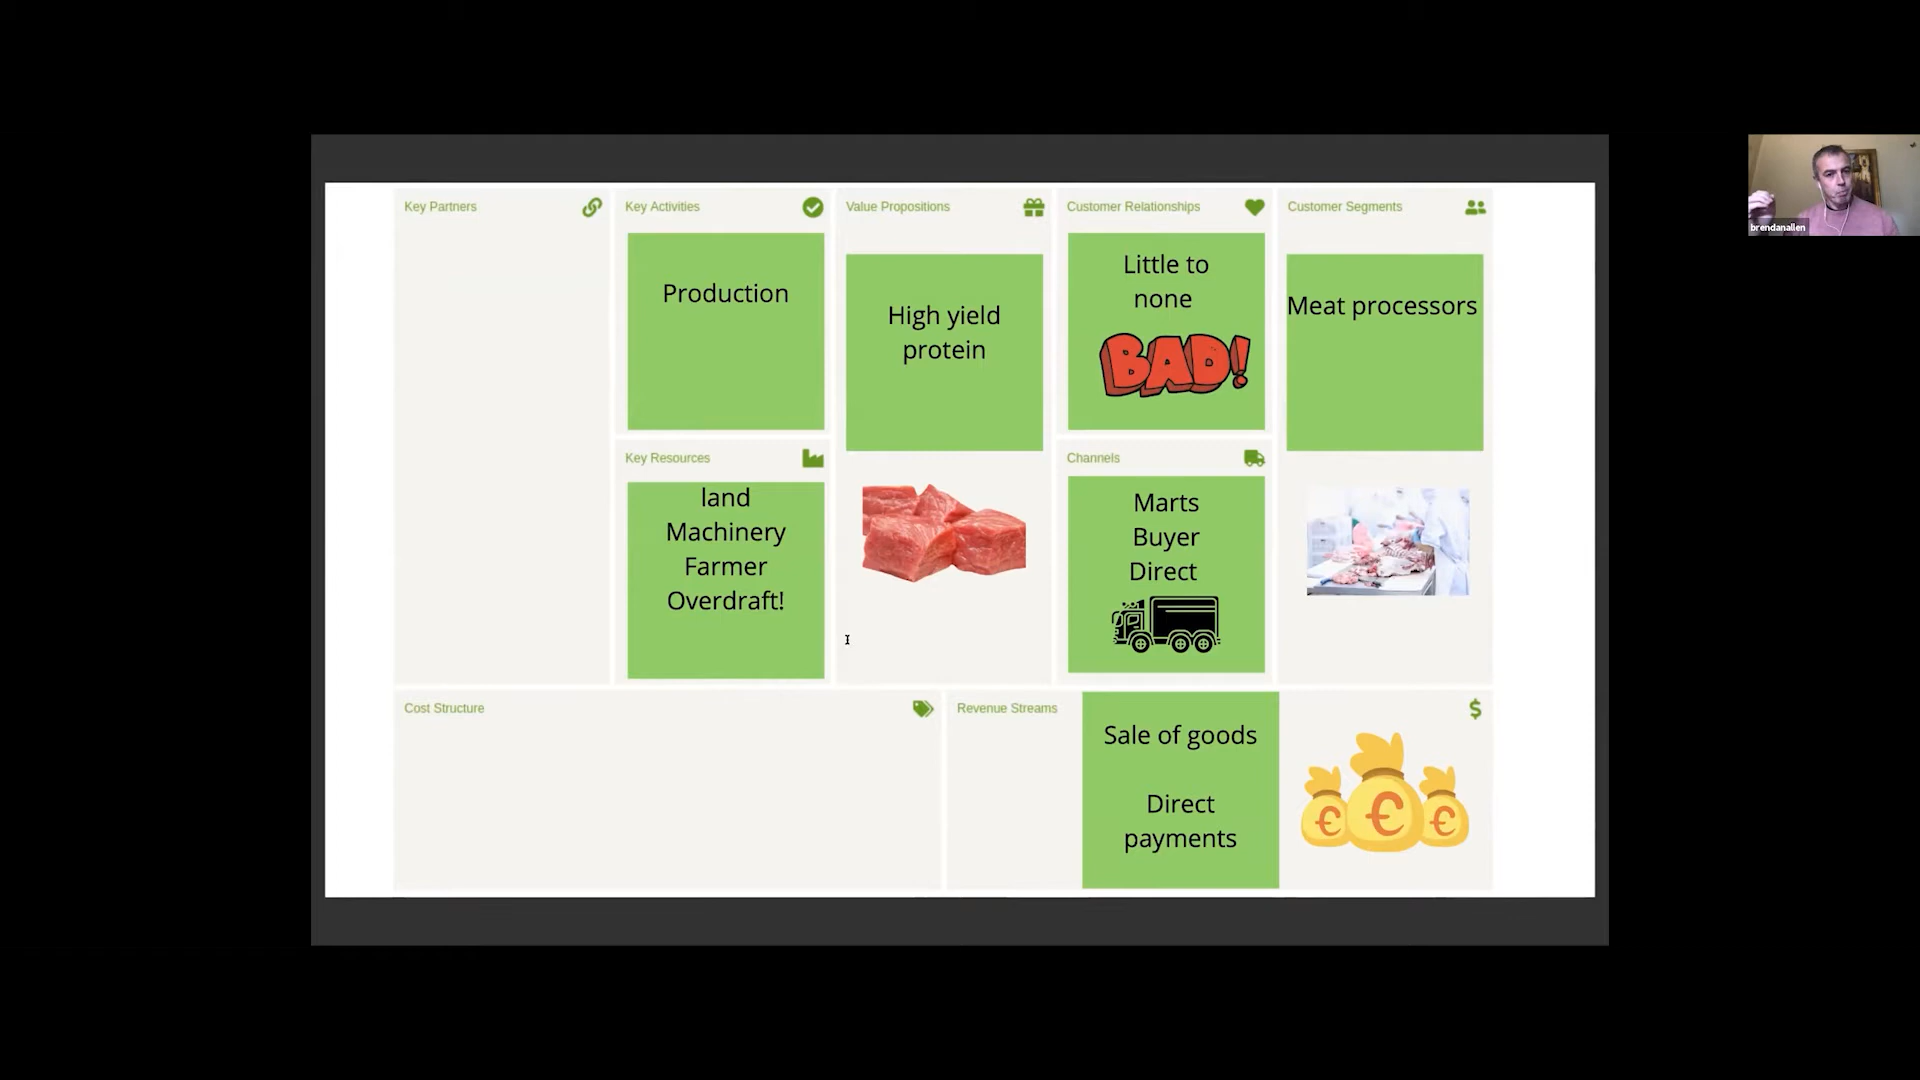 Key Partners
Key Activities
Production
Key Resources
land
Machinery
Farmer
Overdraft!
Value Propositions
High yield
protein
Customer Relationships
Little to
none
BAD!
Channels
Marts
Buyer
Direct
Customer Segments
Meat processors
Cost Structure
Revenue Streams
Sale of goods
Direct
payments
$
€ € €
brendanallen